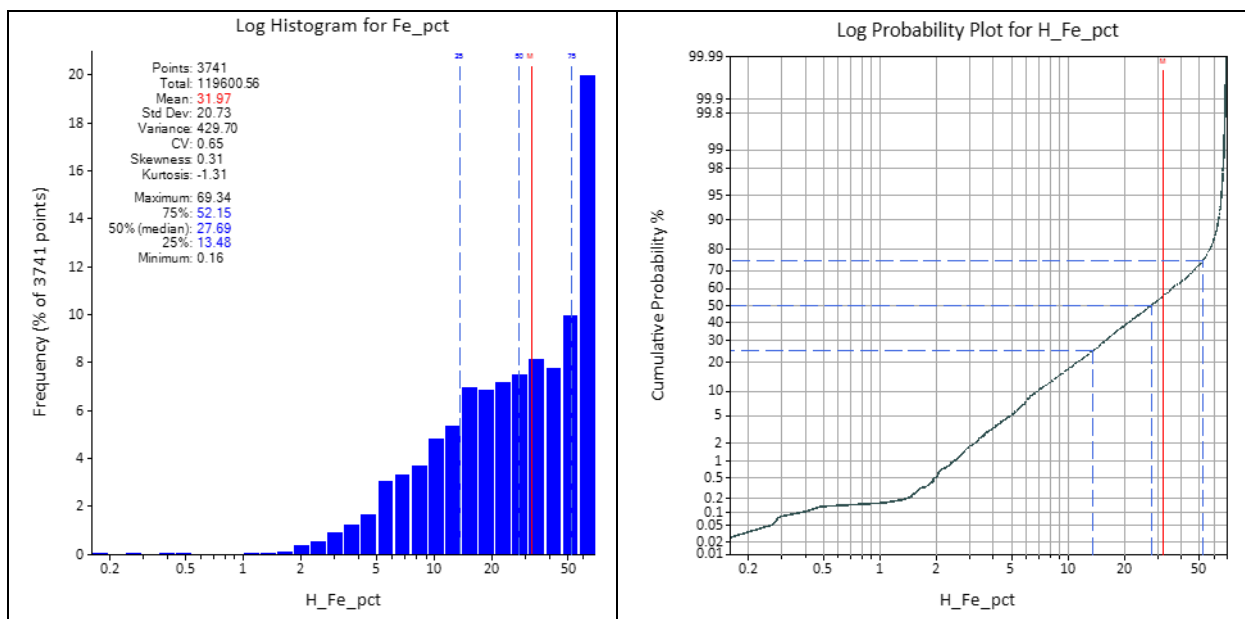 Log Histogram for Fe_pct
25
50
M
75
20
18
16
14
12
10
8
6
4
2
0
Frequency (% of 3741 points)
Points: 3741
Total: 119600.56
Mean: 31.97
Std Dev: 20.73
Variance: 429.70
CV: 0.65
Skewness: 0.31
Kurtosis: -1.31
Maximum: 69.34
75%: 52.15
50% (median): 27.69
25%: 13.48
Minimum: 0.16
0.2 0.5 1 2 5 10 20 50
H_Fe_pct
Log Probability Plot for H_Fe_pct
M
99.99
99.9
99.8
99
98
95
90
80
70
60
50
40
30
20
10
5
2
1
0.5
0.2
0.1
0.05
0.02
0.01
Cumulative Probability %
0.2 0.5 1 2 5 10 20 50
H_Fe_pct